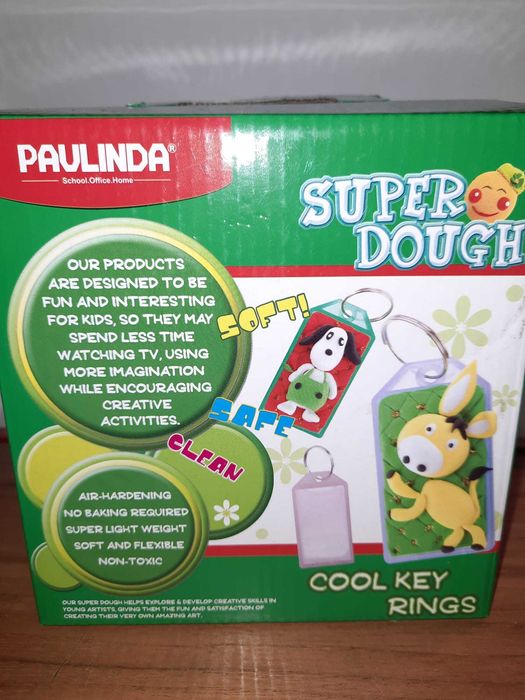 PAULINDA®
School.Office.Home
SUPER
DOUGH
OUR PRODUCTS
ARE DESIGNED TO BE
FUN AND INTERESTING
FOR KIDS, SO THEY MAY
SPEND LESS TIME
WATCHING TV, USING
MORE IMAGINATION
WHILE ENCOURAGING
CREATIVE
ACTIVITIES.
SOFT!
SAFE
CLEAN
AIR-HARDENING
NO BAKING REQUIRED
SUPER LIGHT WEIGHT
SOFT AND FLEXIBLE
NON-TOXIC
COOL KEY
RINGS
OUR SUPER DOUGH HELPS EXPLORE & DEVELOP CREATIVE SKILLS IN
YOUNG ARTISTS, GIVING THEM THE FUN AND SATISFACTION OF
CREATING THEIR VERY OWN AMAZING ART.